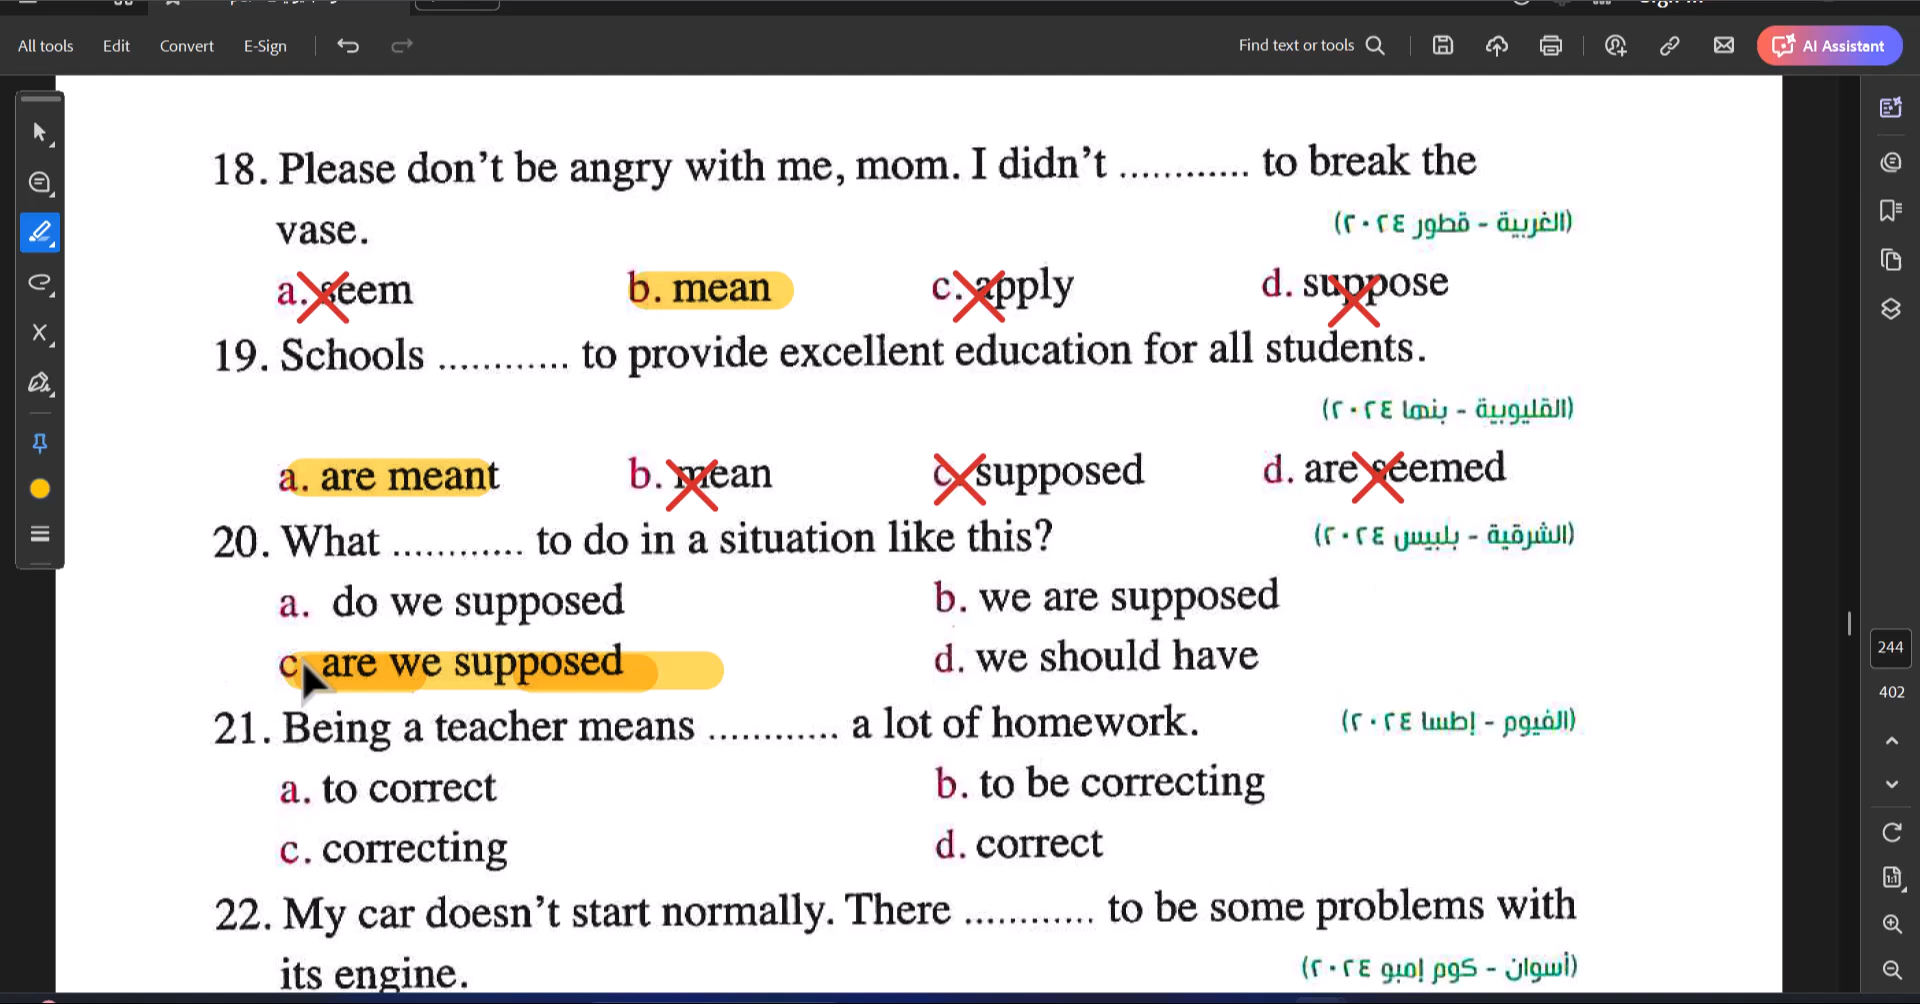 All tools Edit Convert E-Sign Find text or tools AI Assistant
18. Please don't be angry with me, mom. I didn't ............ to break the
vase. (الغربية - قطور ٢٠٢٤)
a. seem b. mean c. apply d. suppose
19. Schools ............ to provide excellent education for all students.
(القليوبية - بنها ٢٠٢٤)
a. are meant b. mean c. supposed d. are seemed
20. What ............ to do in a situation like this? (الشرقية - بلبيس ٢٠٢٤)
a. do we supposed b. we are supposed
c. are we supposed d. we should have
21. Being a teacher means ............ a lot of homework. (الفيوم - إطسا ٢٠٢٤)
a. to correct b. to be correcting
c. correcting d. correct
22. My car doesn't start normally. There ............ to be some problems with
its engine. (أسوان - كوم إمبو ٢٠٢٤)
244
402